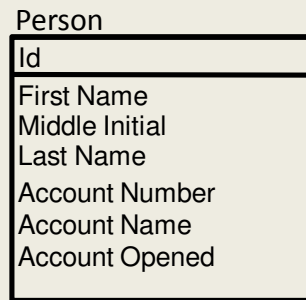 Person
Id
First Name
Middle Initial
Last Name
Account Number
Account Name
Account Opened